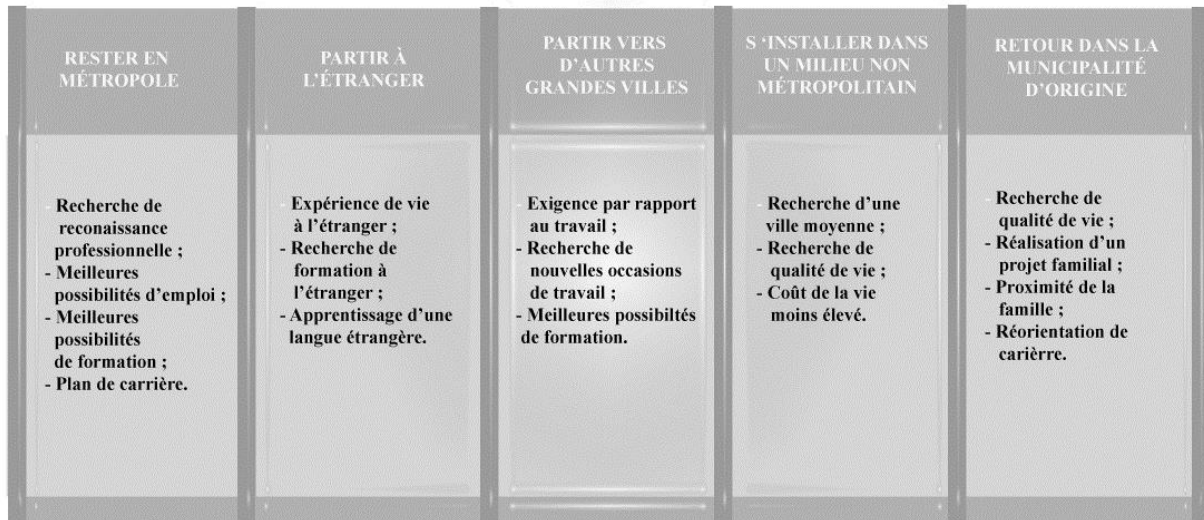 RESTER EN
MÉTROPOLE
- Recherche de
reconaissance
professionnelle ;
- Meilleures
possibilités d’emploi ;
- Meilleures
possibilités
de formation ;
- Plan de carrière.
PARTIR À
L’ÉTRANGER
- Expérience de vie
à l’étranger ;
- Recherche de
formation à
l’étranger ;
- Apprentissage d’une
langue étrangère.
PARTIR VERS
D’AUTRES
GRANDES VILLES
- Exigence par rapport
au travail ;
- Recherche de
nouvelles occasions
de travail ;
- Meilleures possibiltés
de formation.
S ‘INSTALLER DANS
UN MILIEU NON
MÉTROPOLITAIN
- Recherche d’une
ville moyenne ;
- Recherche de
qualité de vie ;
- Coût de la vie
moins élevé.
RETOUR DANS LA
MUNICIPALITÉ
D’ORIGINE
- Recherche de
qualité de vie ;
- Réalisation d’un
projet familial ;
- Proximité de la
famille ;
- Réorientation de
carièrre.